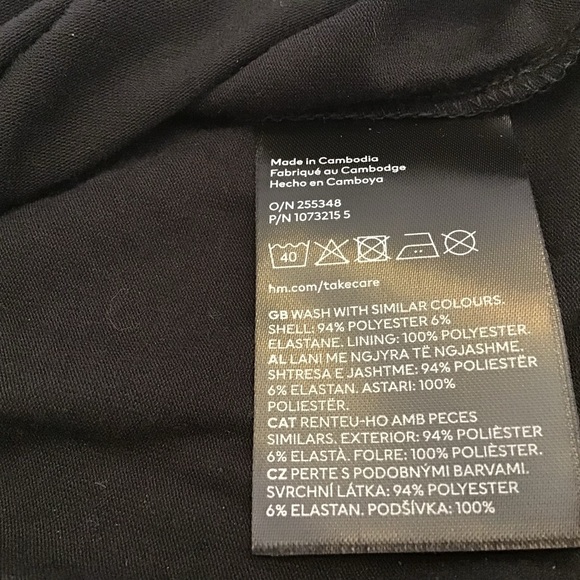 Made in Cambodia
Fabriqué au Cambodge
Hecho en Camboya
O/N 255348
P/N 1073215 5
40
hm.com/takecare
GB WASH WITH SIMILAR COLOURS.
SHELL: 94% POLYESTER 6%
ELASTANE. LINING: 100% POLYESTER.
AL LANI ME NGJYRA TË NGJASHME.
SHTRESA E JASHTME: 94% POLIESTËR
6% ELASTAN. ASTARI: 100%
POLIESTËR.
CAT RENTEU-HO AMB PECES
SIMILARS. EXTERIOR: 94% POLIÈSTER
6% ELASTÀ. FOLRE: 100% POLIÈSTER.
CZ PERTE S PODOBNÝMI BARVAMI.
SVRCHNÍ LÁTKA: 94% POLYESTER
6% ELASTAN. PODŠÍVKA: 100%